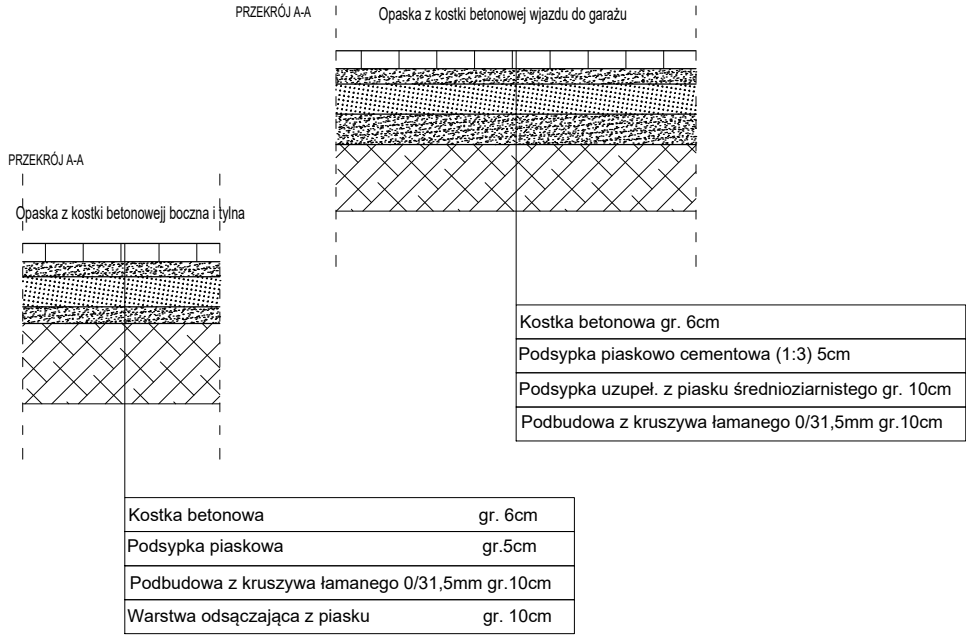 PRZEKRÓJ A-A
Opaska z kostki betonowej wjazdu do garażu
PRZEKRÓJ A-A
Opaska z kostki betonowejj boczna i tylna
Kostka betonowa gr. 6cm
Podsypka piaskowo cementowa (1:3) 5cm
Podsypka uzupeł. z piasku średnioziarnistego gr. 10cm
Podbudowa z kruszywa łamanego 0/31,5mm gr.10cm
Kostka betonowa gr. 6cm
Podsypka piaskowa gr.5cm
Podbudowa z kruszywa łamanego 0/31,5mm gr.10cm
Warstwa odsączająca z piasku gr. 10cm